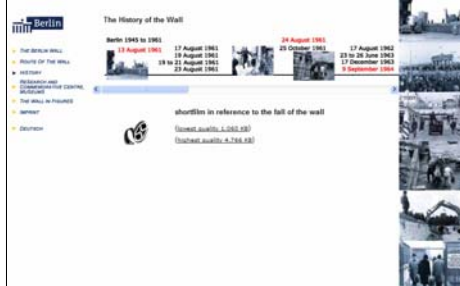 Berlin
THE BERLIN WALL
ROUTE OF THE WALL
HISTORY
RESEARCH AND
COMMEMORATIVE CENTRE,
MUSEUMS
THE WALL IN FIGURES
IMPRINT
DEUTSCH
The History of the Wall
Berlin 1945 to 1961
13 August 1961
17 August 1961
19 August 1961
19 to 21 August 1961
23 August 1961
24 August 1961
25 October 1961
17 August 1962
23 to 26 June 1963
17 December 1963
9 September 1964
shortfilm in reference to the fall of the wall
(lowest quality 1.060 KB)
(highest quality 4.766 KB)